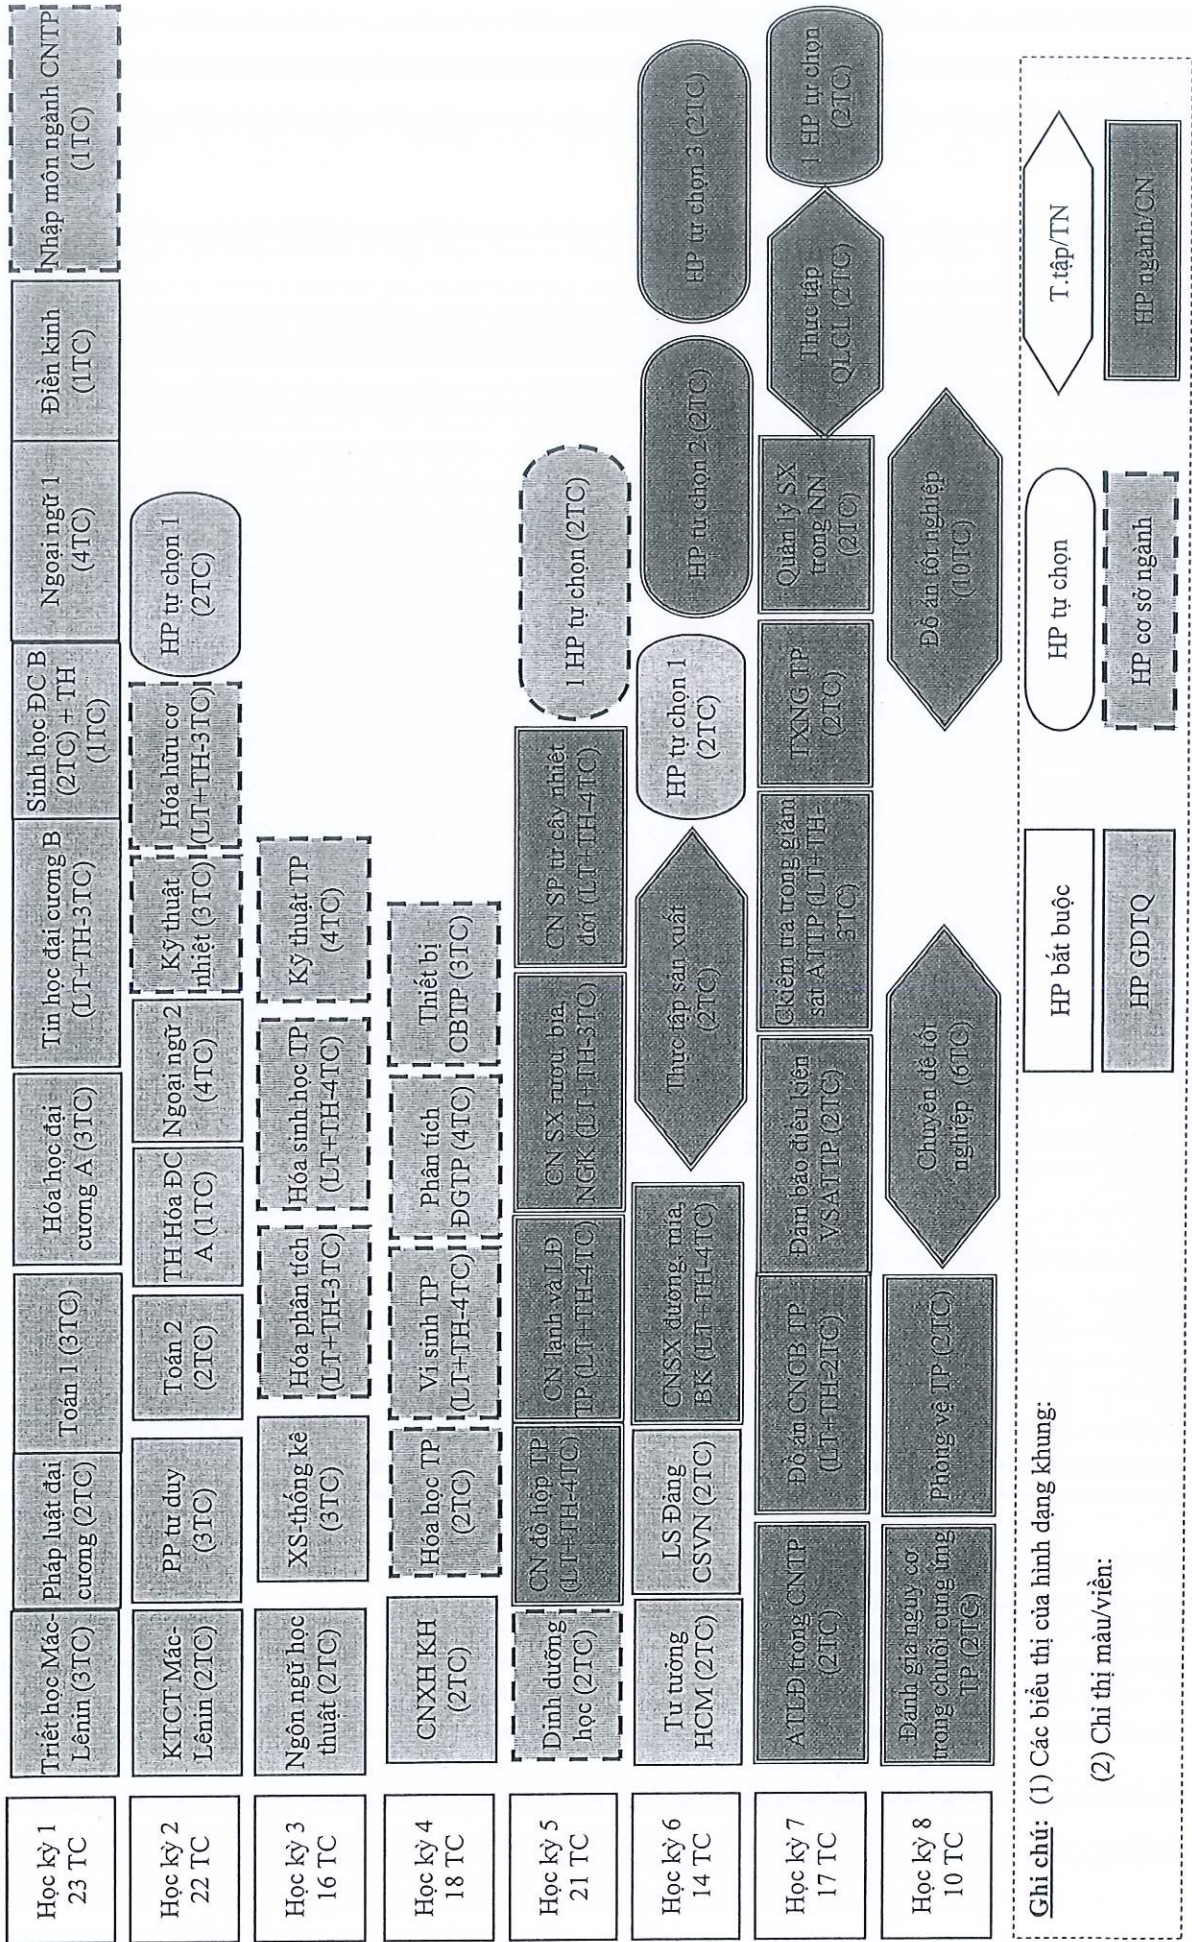 Học kỳ 1
23 TC
Triết học Mác-
Lênin (3TC)
Pháp luật đại
cương (2TC)
Toán 1 (3TC)
Hóa học đại
cương A (3TC)
Tin học đại cương B
(LT+TH-3TC)
Sinh học ĐC B
(2TC) + TH
(1TC)
Ngoại ngữ 1
(4TC)
Điền kinh
(1TC)
Nhập môn ngành CNTP
(1TC)
Học kỳ 2
22 TC
KTCT Mác-
Lênin (2TC)
PP tư duy
(3TC)
Toán 2
(2TC)
TH Hóa ĐC
A (1TC)
Ngoại ngữ 2
(4TC)
Kỹ thuật
nhiệt (3TC)
Hóa hữu cơ
(LT+TH-3TC)
HP tự chọn 1
(2TC)
Học kỳ 3
16 TC
Ngôn ngữ học
thuật (2TC)
XS-thống kê
(3TC)
Hóa phân tích
(LT+TH-3TC)
Hóa sinh học TP
(LT+TH-4TC)
Kỹ thuật TP
(4TC)
Học kỳ 4
18 TC
CNXH KH
(2TC)
Hóa học TP
(2TC)
Vi sinh TP
(LT+TH-4TC)
Phân tích
ĐGTP (4TC)
Thiết bị
CBTP (3TC)
Học kỳ 5
21 TC
Dinh dưỡng
học (2TC)
CN đồ hộp TP
(LT+TH-4TC)
CN lạnh và LĐ
TP (LT+TH-4TC)
CN SX rượu bia,
NGK (LT+TH-3TC)
CN SP từ cây nhiệt
đới (LT+TH-4TC)
1 HP tự chọn (2TC)
Học kỳ 6
14 TC
Tư tưởng
HCM (2TC)
LS Đảng
CSVN (2TC)
CNSX đường, mía,
BK (LT+TH-4TC)
Thực tập sản xuất
(2TC)
HP tự chọn 1
(2TC)
HP tự chọn 2 (2TC)
HP tự chọn 3 (2TC)
Học kỳ 7
17 TC
ATLĐ trong CNTP
(2TC)
Đồ án CNCB TP
(LT+TH-2TC)
Đảm bảo điều kiện
VSATTP (2TC)
Ckiểm tra trong giám
sát ATTP (LT+TH-
3TC)
TXNG TP
(2TC)
Quản lý SX
trong NN
(2TC)
Thực tập
QLCL (2TC)
1 HP tự chọn
(2TC)
Học kỳ 8
10 TC
Đánh giá nguy cơ
trong chuỗi cung ứng
TP (2TC)
Phòng vệ TP (2TC)
Chuyên đề tốt
nghiệp (6TC)
Đồ án tốt nghiệp
(10TC)
Ghi chú: (1) Các biểu thị của hình dạng khung:
HP bắt buộc
HP tự chọn
T.tập/TN
(2) Chỉ thị màu/viền:
HP GDTQ
HP cơ sở ngành
HP ngành/CN